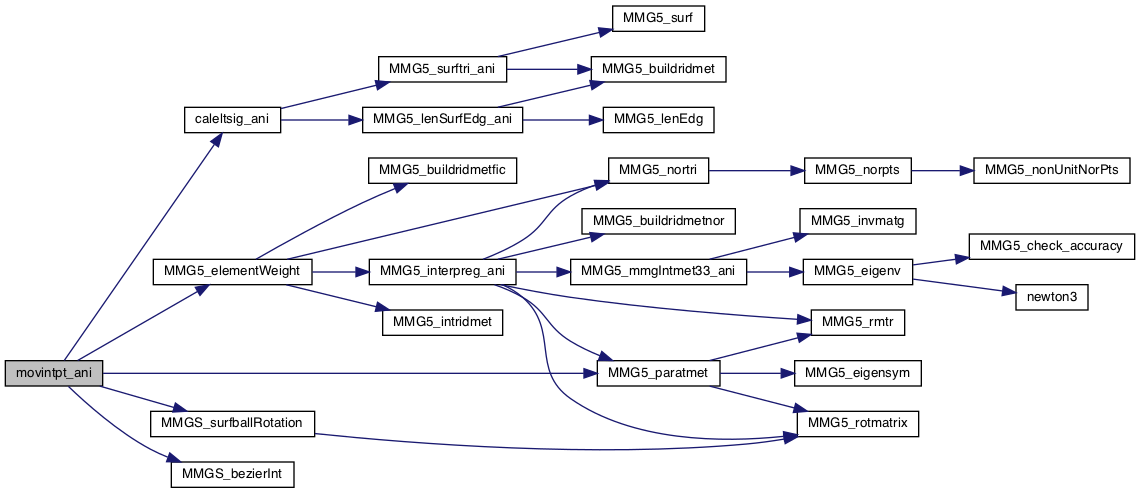 MMG5_surf
MMG5_surftri_ani
MMG5_buildridmet
caleltsig_ani
MMG5_lenSurfEdg_ani
MMG5_lenEdg
MMG5_buildridmetfic
MMG5_nortri
MMG5_norpts
MMG5_nonUnitNorPts
MMG5_buildridmetnor
MMG5_invmatg
MMG5_check_accuracy
MMG5_elementWeight
MMG5_interpreg_ani
MMG5_mmgIntmet33_ani
MMG5_eigenv
newton3
MMG5_intridmet
MMG5_rmtr
movintpt_ani
MMG5_paratmet
MMG5_eigensym
MMGS_surfballRotation
MMG5_rotmatrix
MMGS_bezierInt